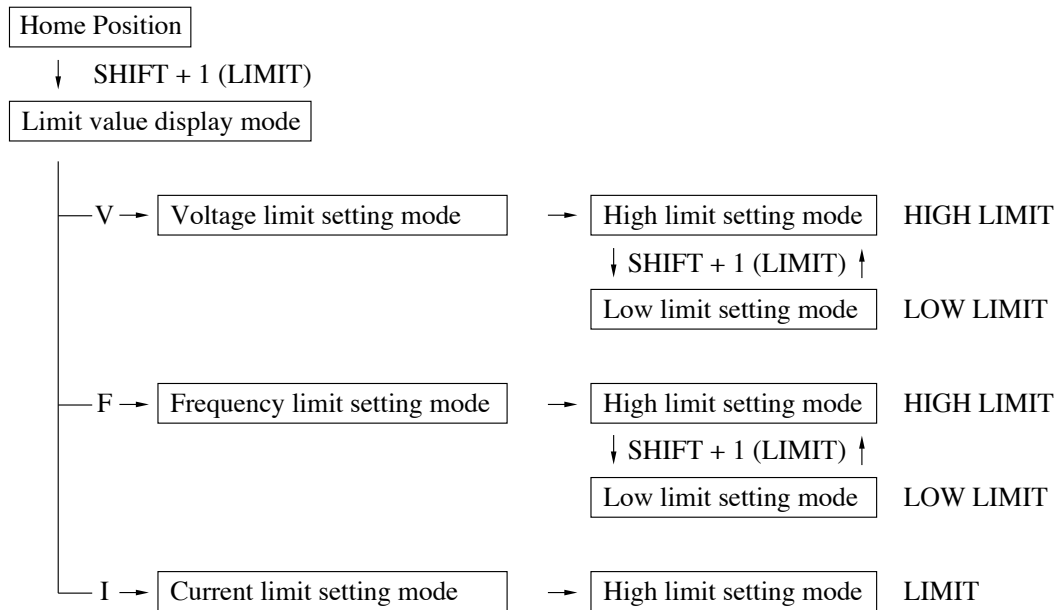 Home Position
SHIFT + 1 (LIMIT)
Limit value display mode
V Voltage limit setting mode High limit setting mode HIGH LIMIT
SHIFT + 1 (LIMIT)
Low limit setting mode LOW LIMIT
F Frequency limit setting mode High limit setting mode HIGH LIMIT
SHIFT + 1 (LIMIT)
Low limit setting mode LOW LIMIT
I Current limit setting mode High limit setting mode LIMIT